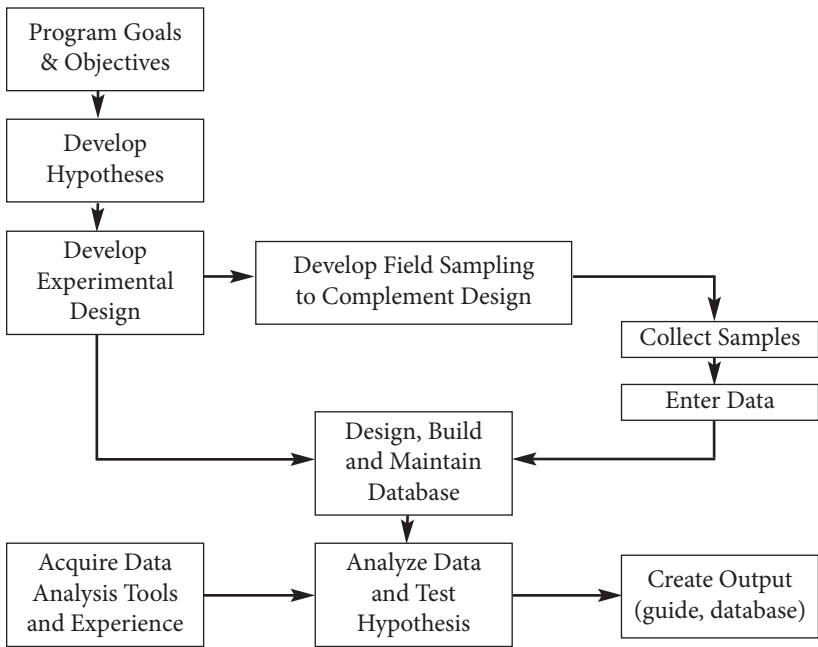 Program Goals
& Objectives
Develop
Hypotheses
Develop
Experimental
Design
Develop Field Sampling
to Complement Design
Collect Samples
Enter Data
Design, Build
and Maintain
Database
Acquire Data
Analysis Tools
and Experience
Analyze Data
and Test
Hypothesis
Create Output
(guide, database)